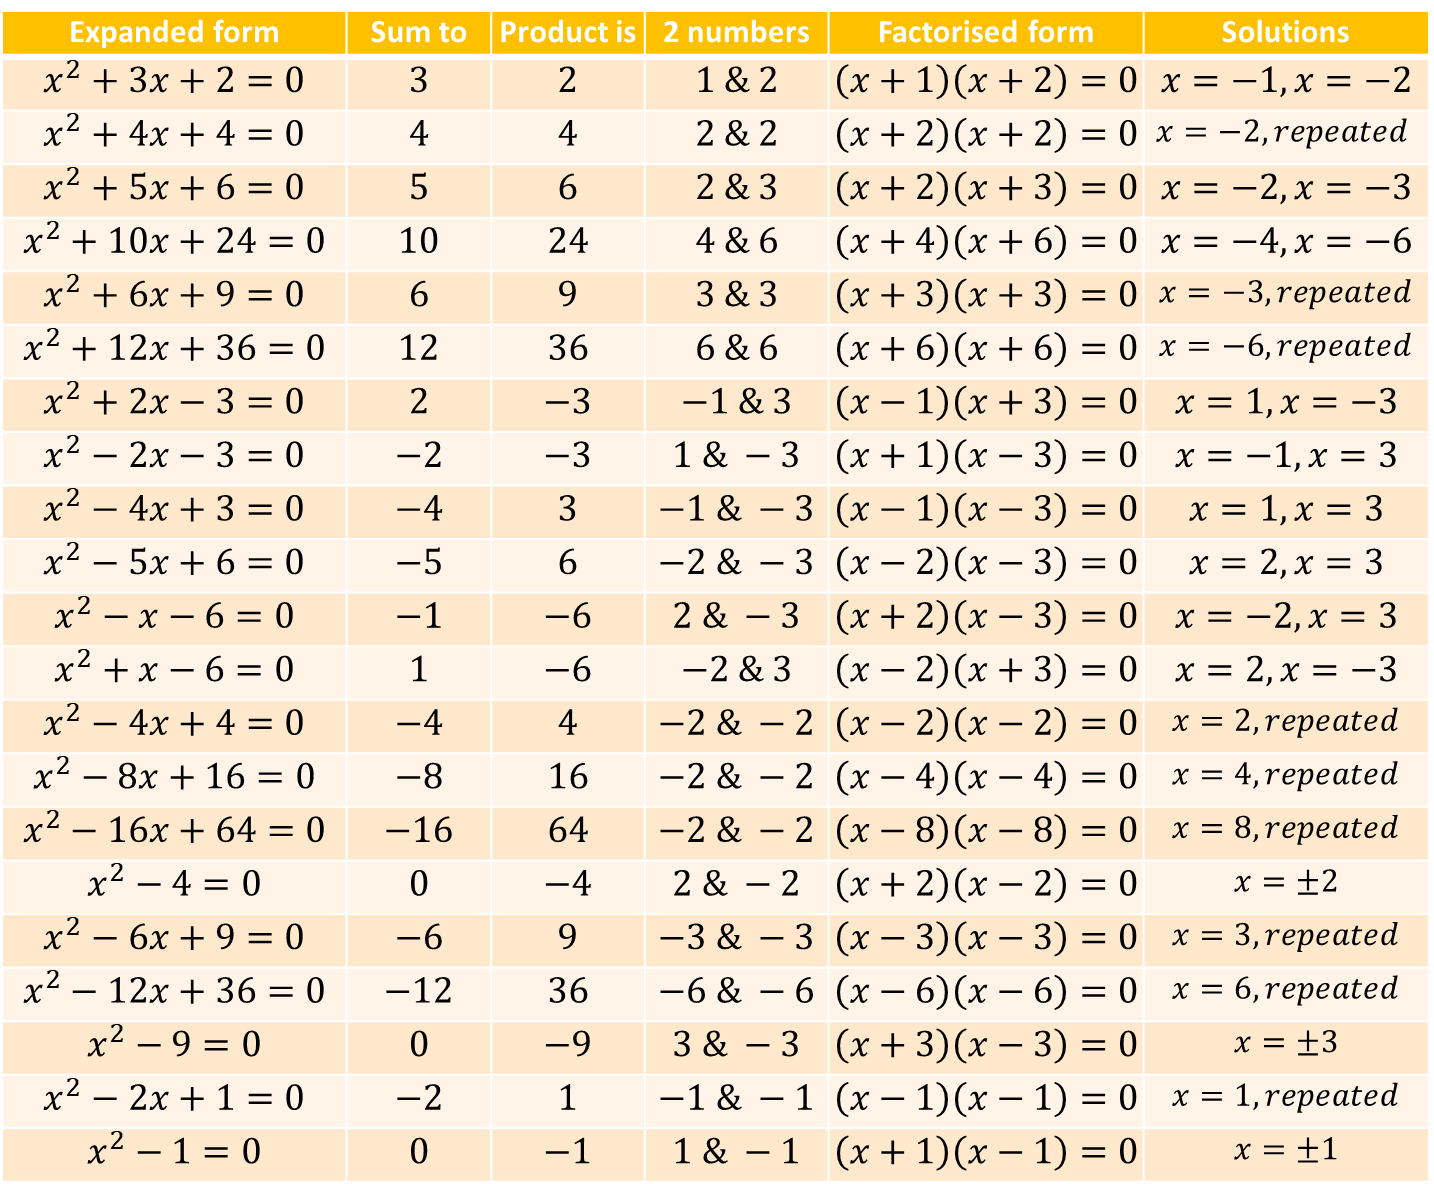 Expanded form Sum to Product is 2 numbers Factorised form Solutions
x² + 3x + 2 = 0 3 2 1 & 2 (x + 1)(x + 2) = 0 x = −1, x = −2
x² + 4x + 4 = 0 4 4 2 & 2 (x + 2)(x + 2) = 0 x = −2, repeated
x² + 5x + 6 = 0 5 6 2 & 3 (x + 2)(x + 3) = 0 x = −2, x = −3
x² + 10x + 24 = 0 10 24 4 & 6 (x + 4)(x + 6) = 0 x = −4, x = −6
x² + 6x + 9 = 0 6 9 3 & 3 (x + 3)(x + 3) = 0 x = −3, repeated
x² + 12x + 36 = 0 12 36 6 & 6 (x + 6)(x + 6) = 0 x = −6, repeated
x² + 2x − 3 = 0 2 −3 −1 & 3 (x − 1)(x + 3) = 0 x = 1, x = −3
x² − 2x − 3 = 0 −2 −3 1 & − 3 (x + 1)(x − 3) = 0 x = −1, x = 3
x² − 4x + 3 = 0 −4 3 −1 & − 3 (x − 1)(x − 3) = 0 x = 1, x = 3
x² − 5x + 6 = 0 −5 6 −2 & − 3 (x − 2)(x − 3) = 0 x = 2, x = 3
x² − x − 6 = 0 −1 −6 2 & − 3 (x + 2)(x − 3) = 0 x = −2, x = 3
x² + x − 6 = 0 1 −6 −2 & 3 (x − 2)(x + 3) = 0 x = 2, x = −3
x² − 4x + 4 = 0 −4 4 −2 & − 2 (x − 2)(x − 2) = 0 x = 2, repeated
x² − 8x + 16 = 0 −8 16 −2 & − 2 (x − 4)(x − 4) = 0 x = 4, repeated
x² − 16x + 64 = 0 −16 64 −2 & − 2 (x − 8)(x − 8) = 0 x = 8, repeated
x² − 4 = 0 0 −4 2 & − 2 (x + 2)(x − 2) = 0 x = ±2
x² − 6x + 9 = 0 −6 9 −3 & − 3 (x − 3)(x − 3) = 0 x = 3, repeated
x² − 12x + 36 = 0 −12 36 −6 & − 6 (x − 6)(x − 6) = 0 x = 6, repeated
x² − 9 = 0 0 −9 3 & − 3 (x + 3)(x − 3) = 0 x = ±3
x² − 2x + 1 = 0 −2 1 −1 & − 1 (x − 1)(x − 1) = 0 x = 1, repeated
x² − 1 = 0 0 −1 1 & − 1 (x + 1)(x − 1) = 0 x = ±1